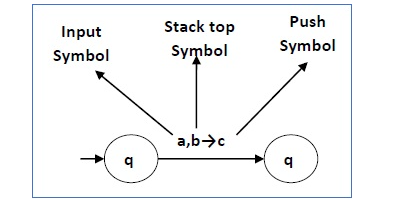 Input Symbol
Stack top Symbol
Push Symbol
a,b→c
q
q